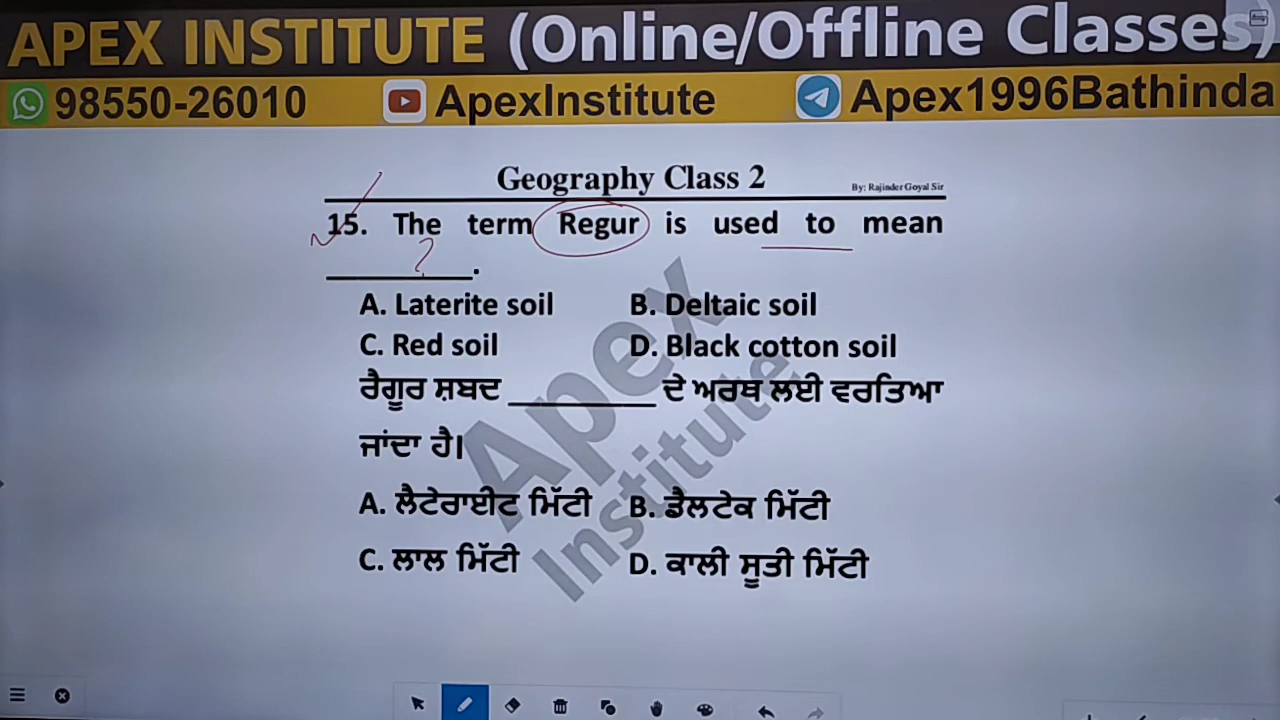 APEX INSTITUTE (Online/Offline Classes)
98550-26010 ApexInstitute Apex1996Bathinda
Geography Class 2
By: Rajinder Goyal Sir
15. The term Regur is used to mean
__________.
?
A. Laterite soil B. Deltaic soil
C. Red soil D. Black cotton soil
ਰੈਗੂਰ ਸ਼ਬਦ __________ ਦੇ ਅਰਥ ਲਈ ਵਰਤਿਆ
ਜਾਂਦਾ ਹੈ।
A. ਲੈਟੇਰਾਈਟ ਮਿੱਟੀ B. ਡੈਲਟੇਕ ਮਿੱਟੀ
C. ਲਾਲ ਮਿੱਟੀ D. ਕਾਲੀ ਸੂਤੀ ਮਿੱਟੀ
Apex
Institute